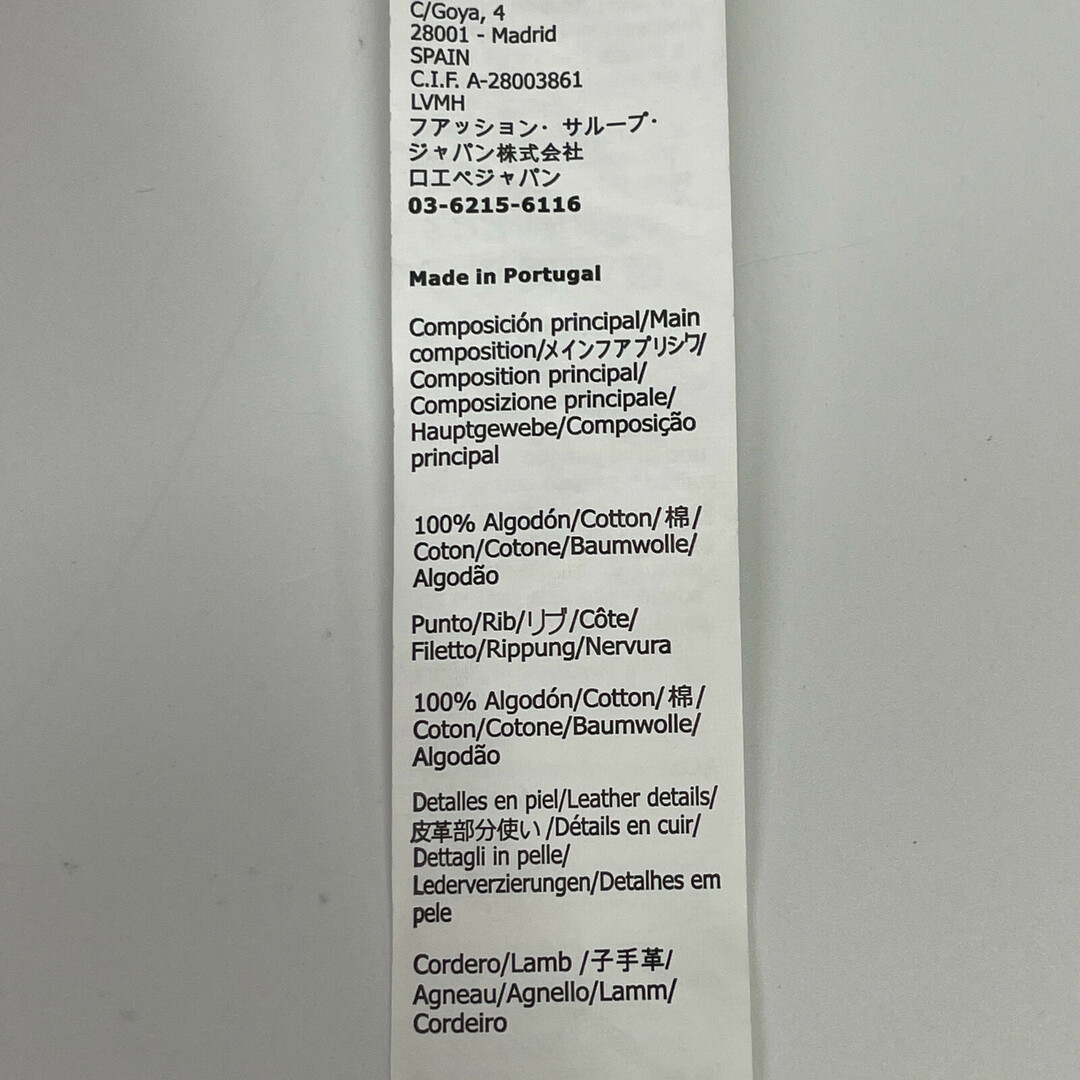 C/Goya, 4
28001 - Madrid
SPAIN
C.I.F. A-28003861
LVMH
フアッション・サループ・
ジャパン株式会社
ロエベジャパン
03-6215-6116
Made in Portugal
Composición principal/Main
composition/メインフアプリシワ/
Composition principal/
Composizione principale/
Hauptgewebe/Composição
principal
100% Algodón/Cotton/棉/
Coton/Cotone/Baumwolle/
Algodão
Punto/Rib/リブ/Côte/
Filetto/Rippung/Nervura
100% Algodón/Cotton/棉/
Coton/Cotone/Baumwolle/
Algodão
Detalles en piel/Leather details/
皮革部分使い/Détails en cuir/
Dettagli in pelle/
Lederverzierungen/Detalhes em
pele
Cordero/Lamb /子手革/
Agneau/Agnello/Lamm/
Cordeiro